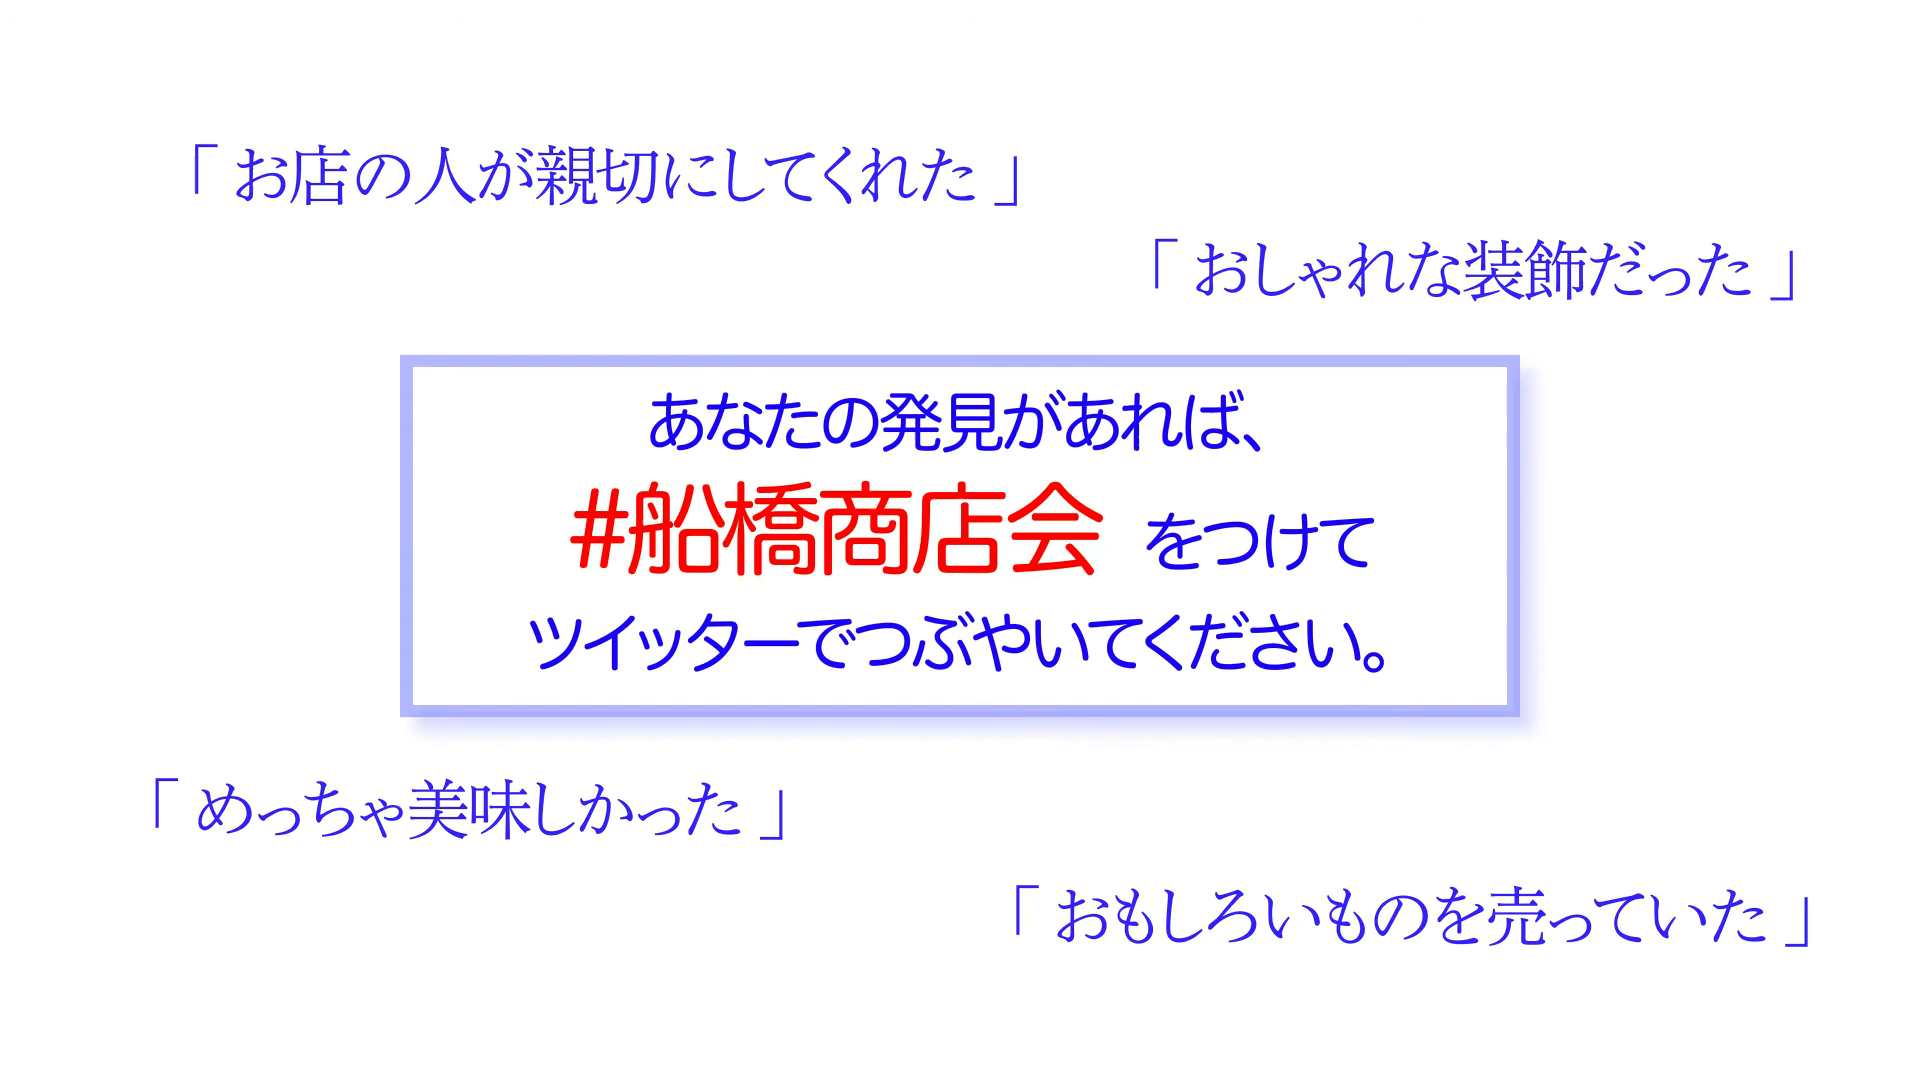 「お店の人が親切にしてくれた」
「おしゃれな装飾だった」
あなたの発見があれば、
#船橋商店会 をつけて
ツイッターでつぶやいてください。
「めっちゃ美味しかった」
「おもしろいものを売っていた」